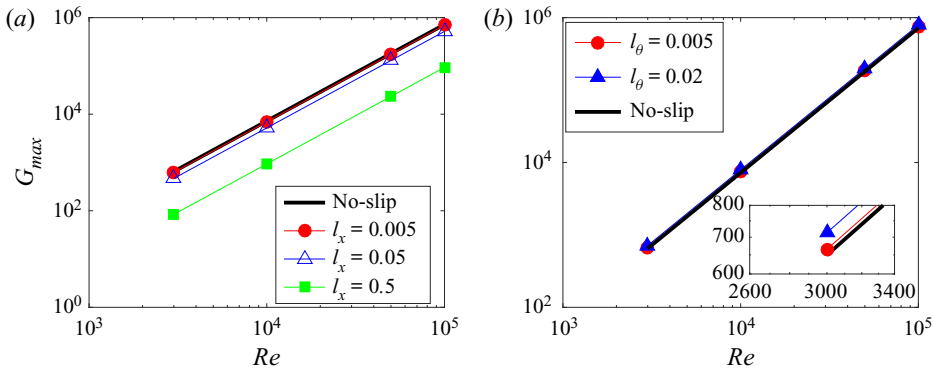 (a)
10^6
10^4
10^2
10^0
G_max
10^3
10^4
10^5
Re
No-slip
l_x = 0.005
l_x = 0.05
l_x = 0.5
(b)
10^6
10^4
10^2
10^3
10^4
10^5
Re
l_θ = 0.005
l_θ = 0.02
No-slip
800
700
600
2600
3000
3400